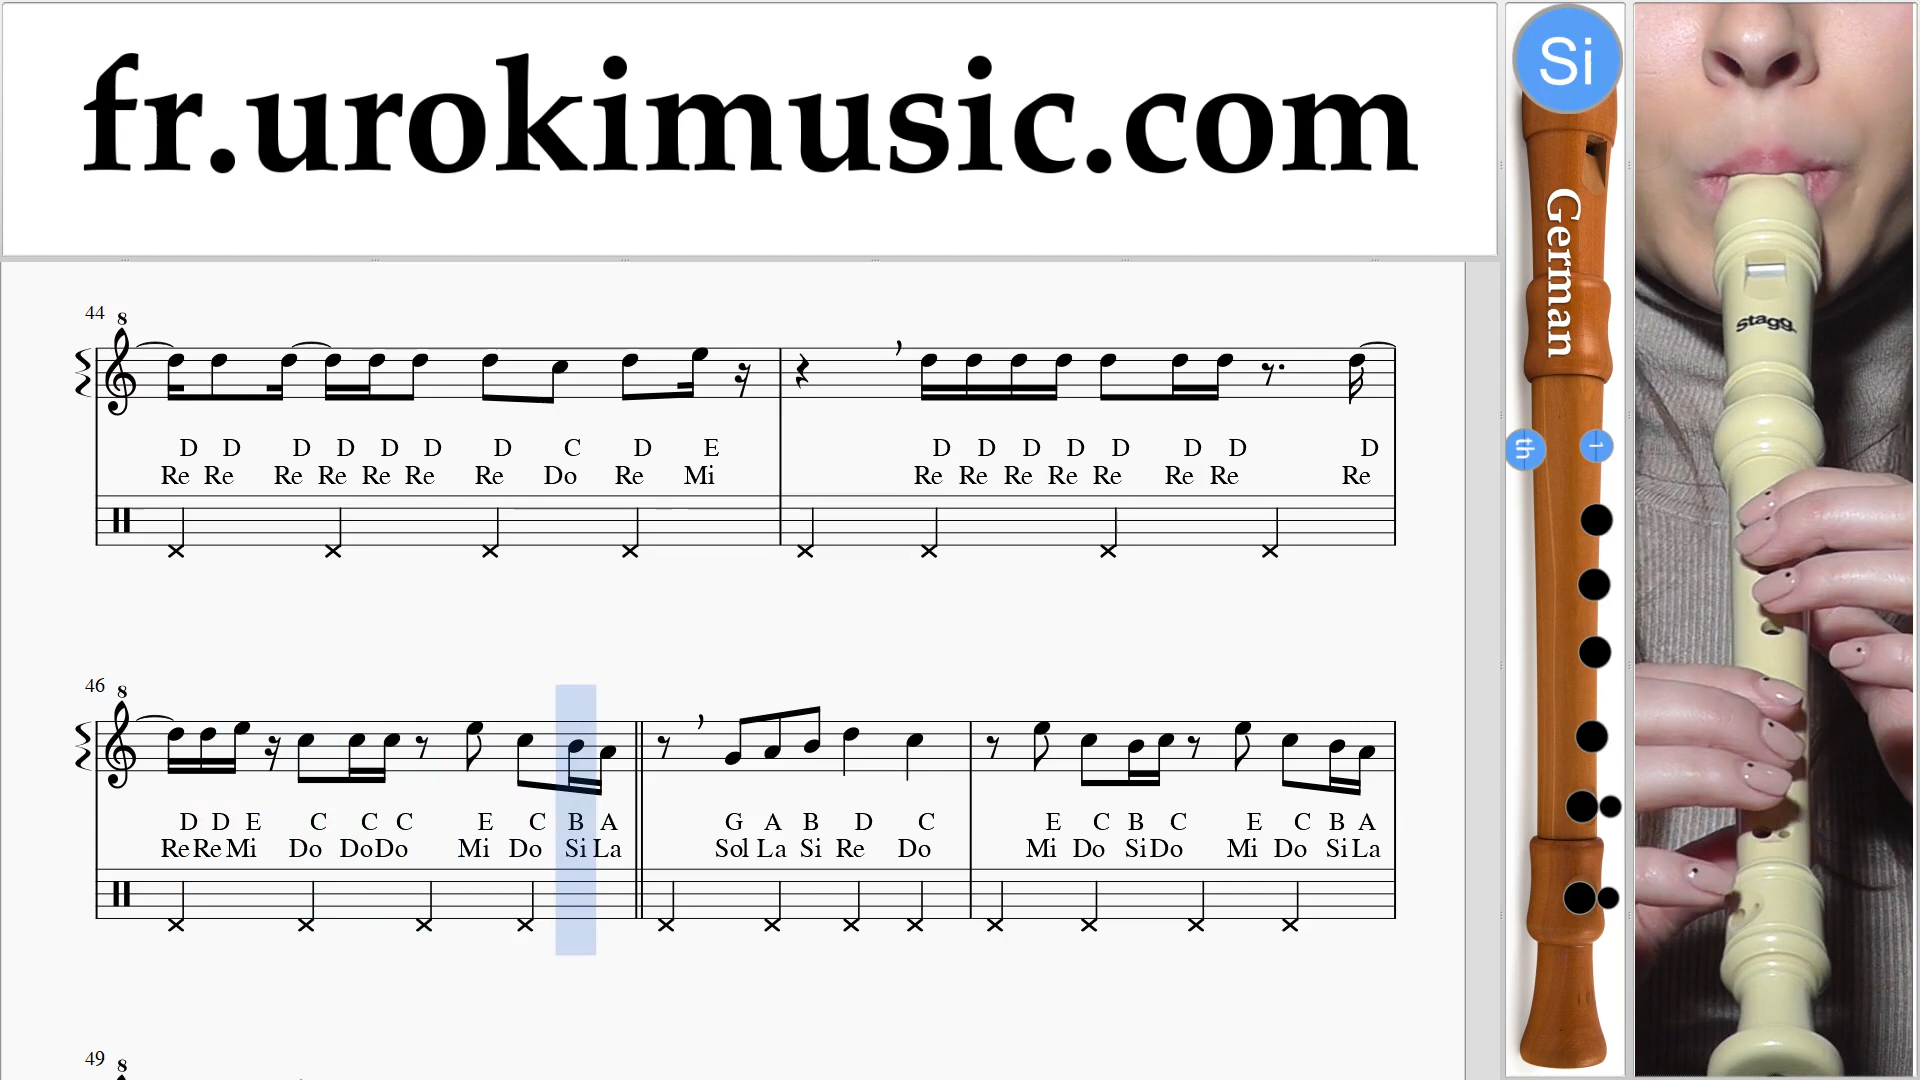 fr.urokimusic.com
Si
German
th
1
Stagg
44
8
D D D D D D D C D E D D D D D D D D
Re Re Re Re Re Re Re Do Re Mi Re Re Re Re Re Re Re Re
46
8
D D E C C C E C B A G A B D C E C B C E C B A
Re Re Mi Do Do Do Mi Do Si La Sol La Si Re Do Mi Do Si Do Mi Do Si La
49
8